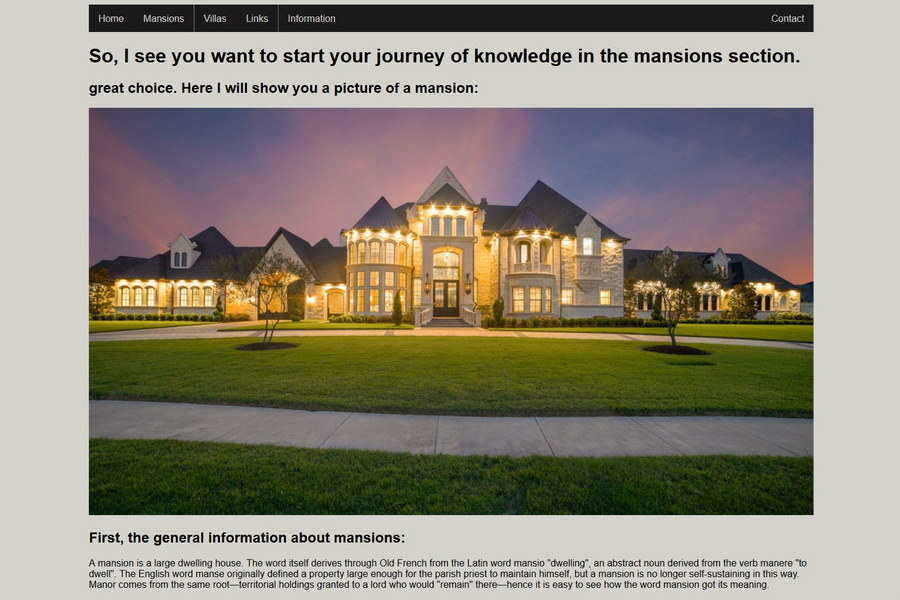 Home Mansions Villas Links Information Contact
So, I see you want to start your journey of knowledge in the mansions section.
great choice. Here I will show you a picture of a mansion:
First, the general information about mansions:
A mansion is a large dwelling house. The word itself derives through Old French from the Latin word mansio "dwelling", an abstract noun derived from the verb manere "to
dwell". The English word manse originally defined a property large enough for the parish priest to maintain himself, but a mansion is no longer self-sustaining in this way.
Manor comes from the same root—territorial holdings granted to a lord who would "remain" there—hence it is easy to see how the word mansion got its meaning.